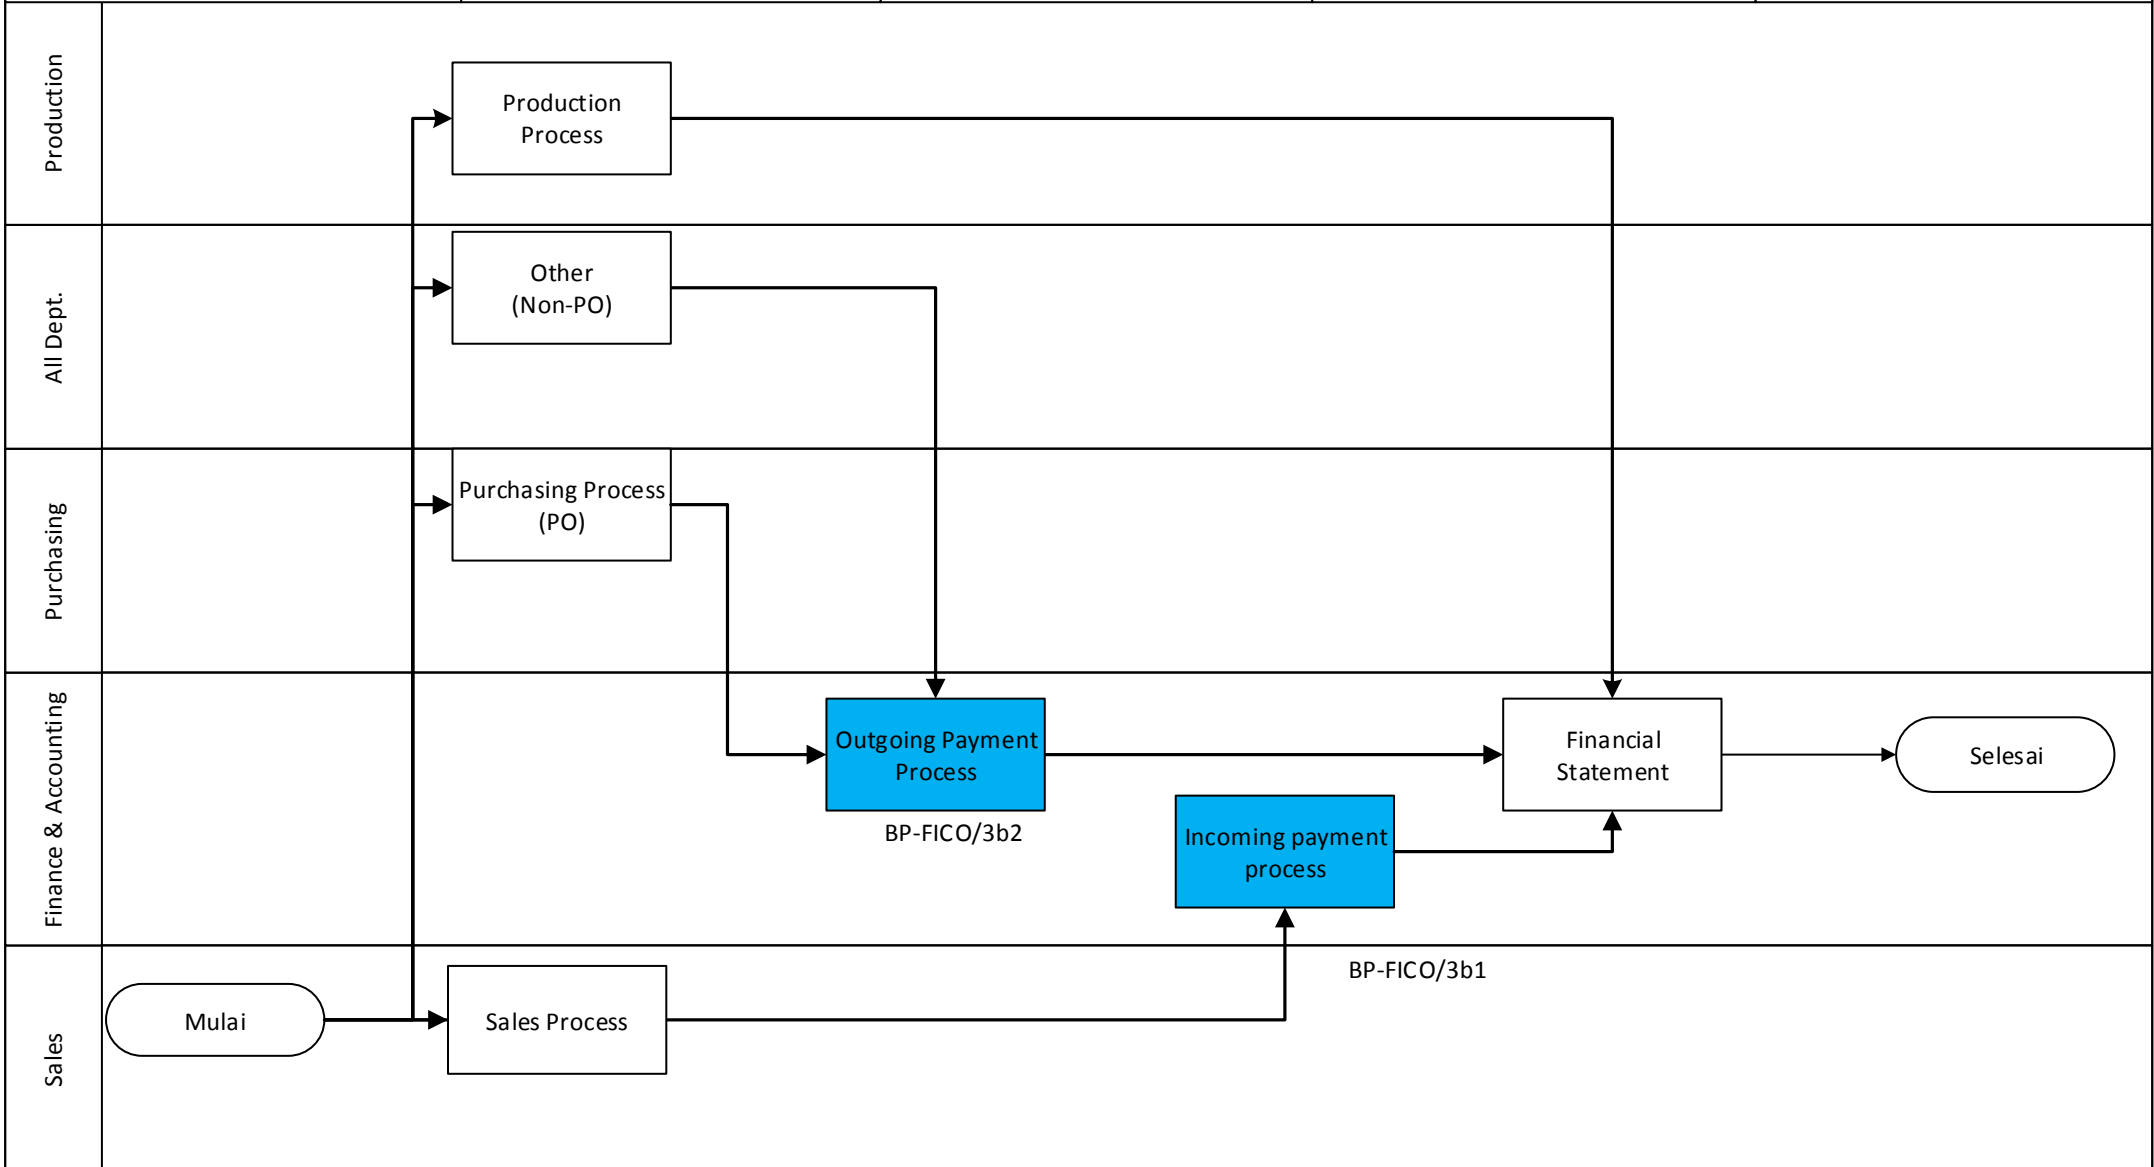 Production
Production
Process
All Dept.
Other
(Non-PO)
Purchasing
Purchasing Process
(PO)
Finance & Accounting
Outgoing Payment
Process
BP-FICO/3b2
Incoming payment
process
Financial
Statement
Selesai
Sales
Mulai
Sales Process
BP-FICO/3b1